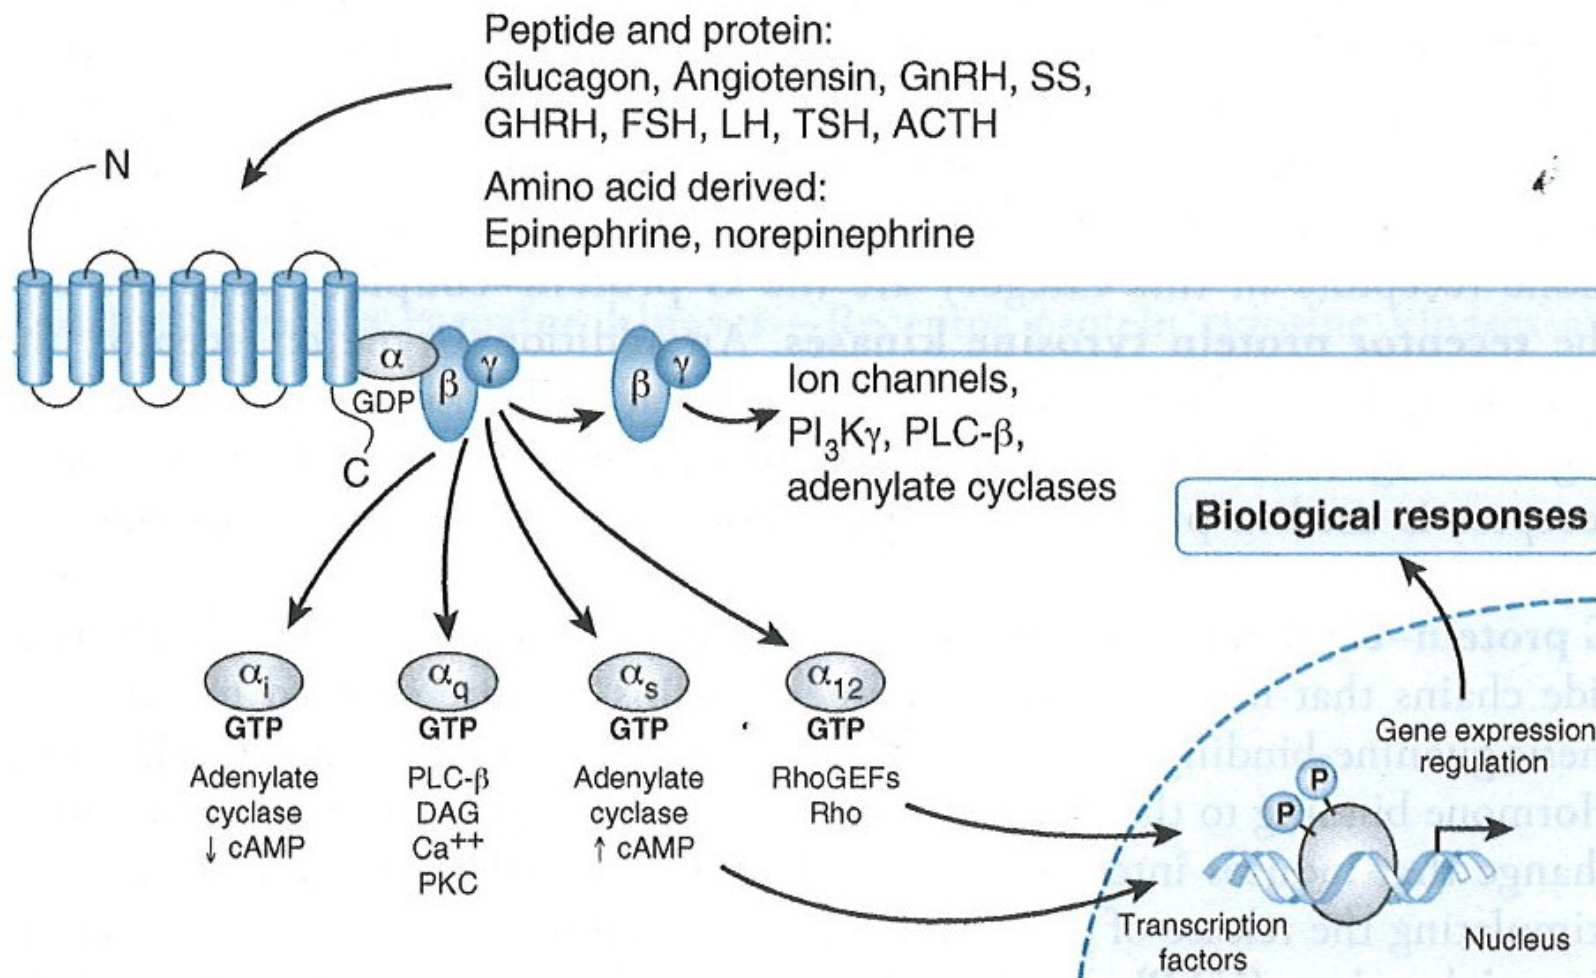 Peptide and protein:
Glucagon, Angiotensin, GnRH, SS,
GHRH, FSH, LH, TSH, ACTH
Amino acid derived:
Epinephrine, norepinephrine
N
α
GDP
β
γ
C
β
γ
Ion channels,
PI3Kγ, PLC-β,
adenylate cyclases
αi
GTP
Adenylate
cyclase
↓ cAMP
αq
GTP
PLC-β
DAG
Ca++
PKC
αs
GTP
Adenylate
cyclase
↑ cAMP
α12
GTP
RhoGEFs
Rho
Biological responses
Gene expression
regulation
P
P
Transcription
factors
Nucleus